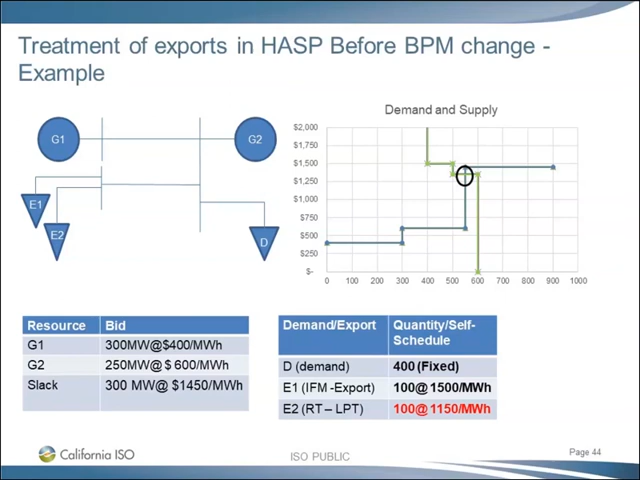 Treatment of exports in HASP Before BPM change -
Example
G1
G2
E1
E2
D
Demand and Supply
$2,000
$1,750
$1,500
$1,250
$1,000
$750
$500
$250
$-
0 100 200 300 400 500 600 700 800 900 1000
Resource Bid
G1 300MW@$400/MWh
G2 250MW@ $ 600/MWh
Slack 300 MW@ $1450/MWh
Demand/Export Quantity/Self-
Schedule
D (demand) 400 (Fixed)
E1 (IFM -Export) 100@ 1500/MWh
E2 (RT – LPT) 100@ 1150/MWh
California ISO
ISO PUBLIC
Page 44